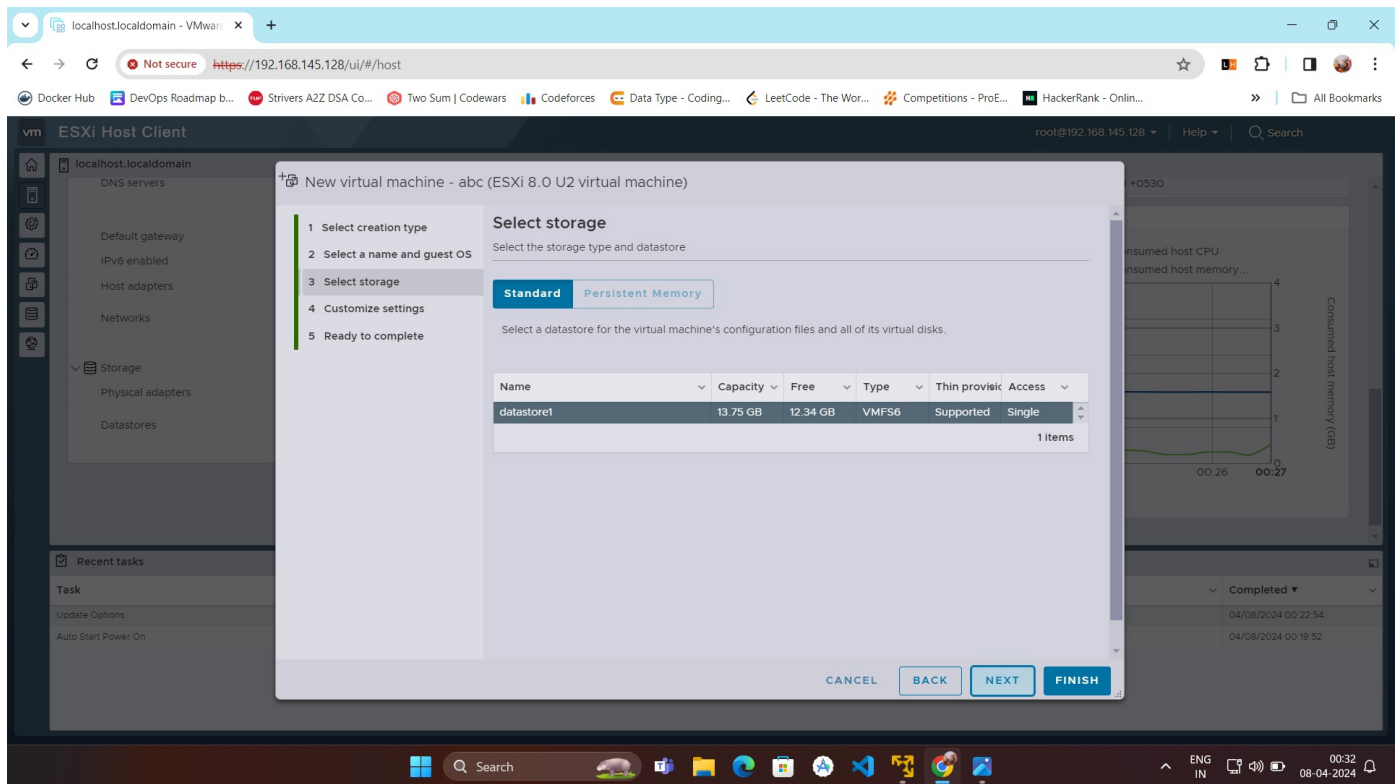 localhost.localdomain - VMware
Not secure https://192.168.145.128/ui/#/host
Docker Hub DevOps Roadmap b... Strivers A2Z DSA Co... Two Sum | Codewars Codeforces Data Type - Coding... LeetCode - The Wor... Competitions - ProE... HackerRank - Onlin... » All Bookmarks
vm ESXi Host Client root@192.168.145.128 Help Search
localhost.localdomain
DNS servers
+0530
Default gateway
IPv6 enabled
Host adapters
Networks
Storage
Physical adapters
Datastores
New virtual machine - abc (ESXi 8.0 U2 virtual machine)
1 Select creation type
2 Select a name and guest OS
3 Select storage
4 Customize settings
5 Ready to complete
Select storage
Select the storage type and datastore
Standard Persistent Memory
Select a datastore for the virtual machine's configuration files and all of its virtual disks.
Name Capacity Free Type Thin provisic Access
datastore1 13.75 GB 12.34 GB VMFS6 Supported Single
1 items
CANCEL BACK NEXT FINISH
nsumed host CPU
nsumed host memory...
4
3
2
1
0
Consumed host memory (GB)
00:26 00:27
Recent tasks
Task Completed ▼
Update Options 04/08/2024 00:22:54
Auto Start Power On 04/08/2024 00:19:52
Search
ENG
IN
00:32
08-04-2024